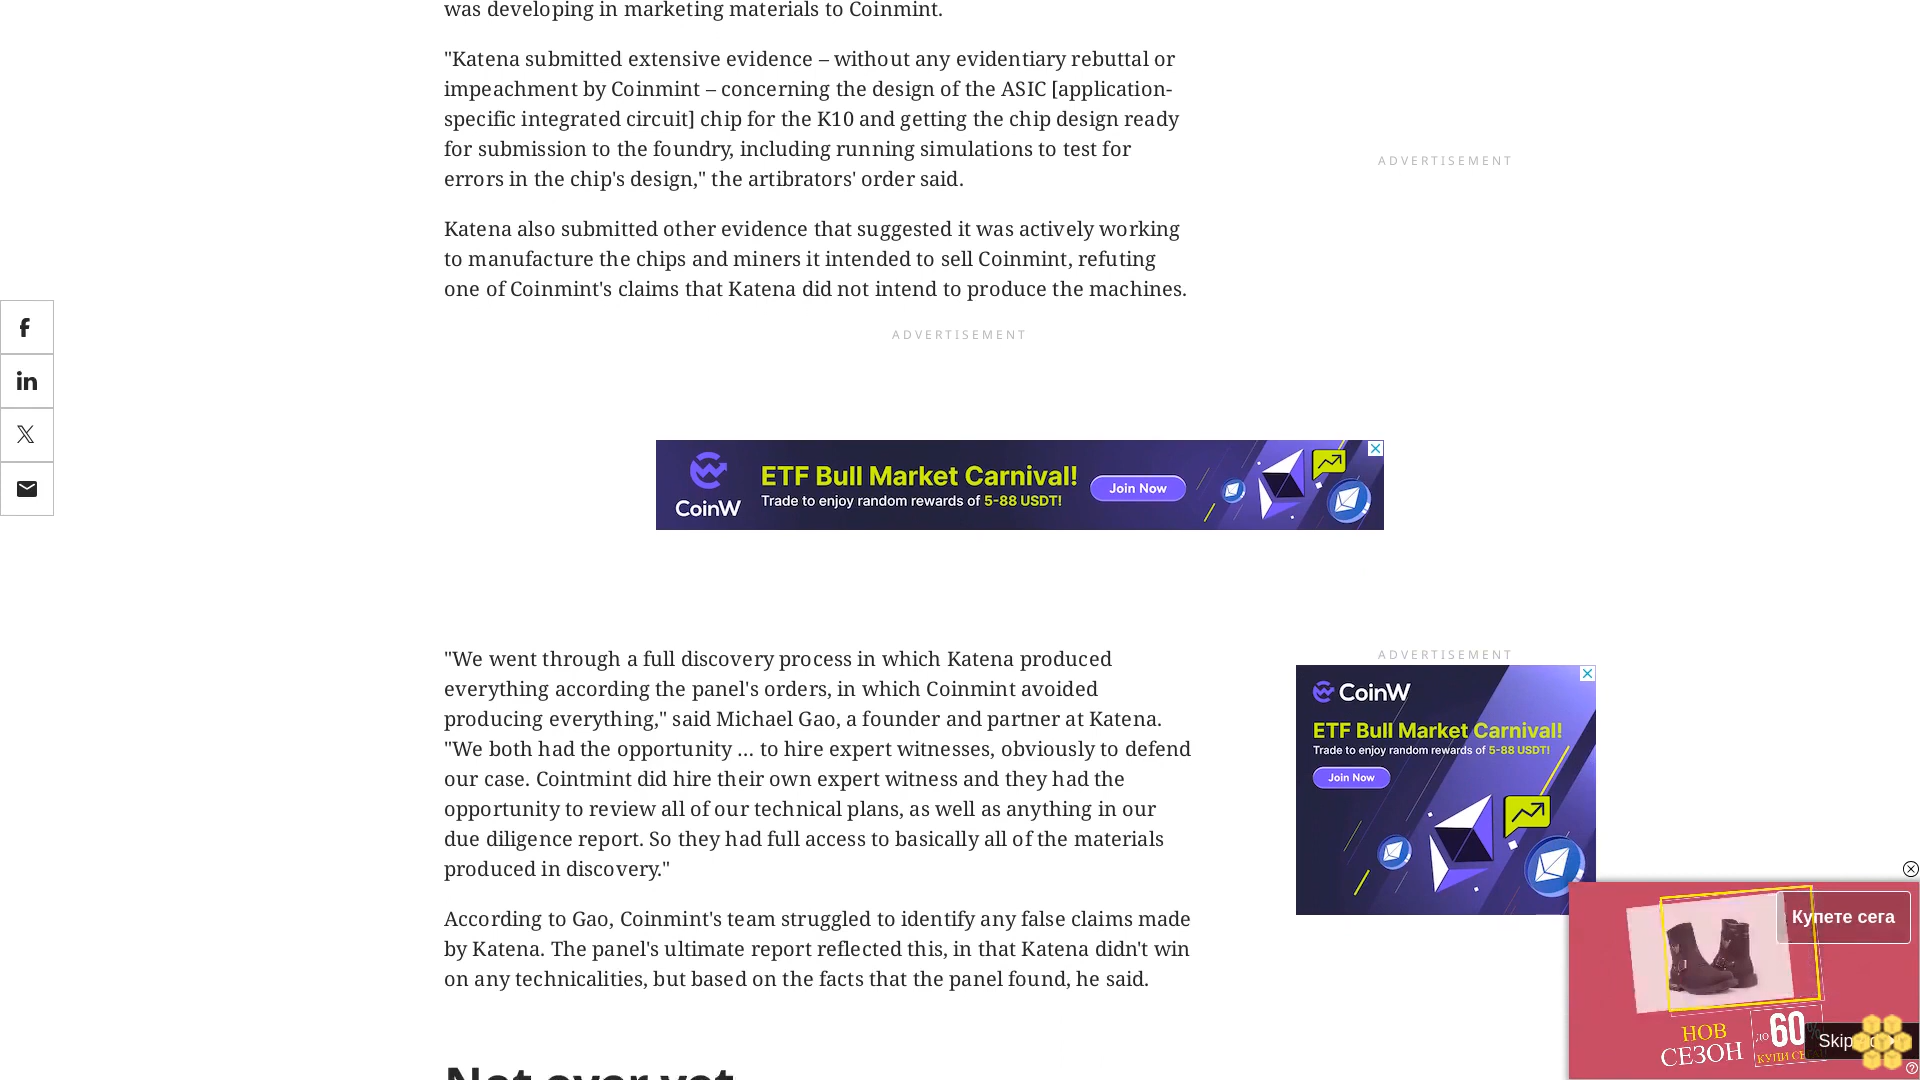 was developing in marketing materials to Coinmint.
"Katena submitted extensive evidence – without any evidentiary rebuttal or
impeachment by Coinmint – concerning the design of the ASIC [application-
specific integrated circuit] chip for the K10 and getting the chip design ready
for submission to the foundry, including running simulations to test for
errors in the chip's design," the artibrators' order said.
Katena also submitted other evidence that suggested it was actively working
to manufacture the chips and miners it intended to sell Coinmint, refuting
one of Coinmint's claims that Katena did not intend to produce the machines.
ADVERTISEMENT
ADVERTISEMENT
CoinW
ETF Bull Market Carnival!
Trade to enjoy random rewards of 5-88 USDT!
Join Now
"We went through a full discovery process in which Katena produced
everything according the panel's orders, in which Coinmint avoided
producing everything," said Michael Gao, a founder and partner at Katena.
"We both had the opportunity … to hire expert witnesses, obviously to defend
our case. Cointmint did hire their own expert witness and they had the
opportunity to review all of our technical plans, as well as anything in our
due diligence report. So they had full access to basically all of the materials
produced in discovery."
According to Gao, Coinmint's team struggled to identify any false claims made
by Katena. The panel's ultimate report reflected this, in that Katena didn't win
on any technicalities, but based on the facts that the panel found, he said.
Not over yet
ADVERTISEMENT
CoinW
ETF Bull Market Carnival!
Trade to enjoy random rewards of 5-88 USDT!
Join Now
Купете сега
НОВ
СЕЗОН
ДО 60%
Skip